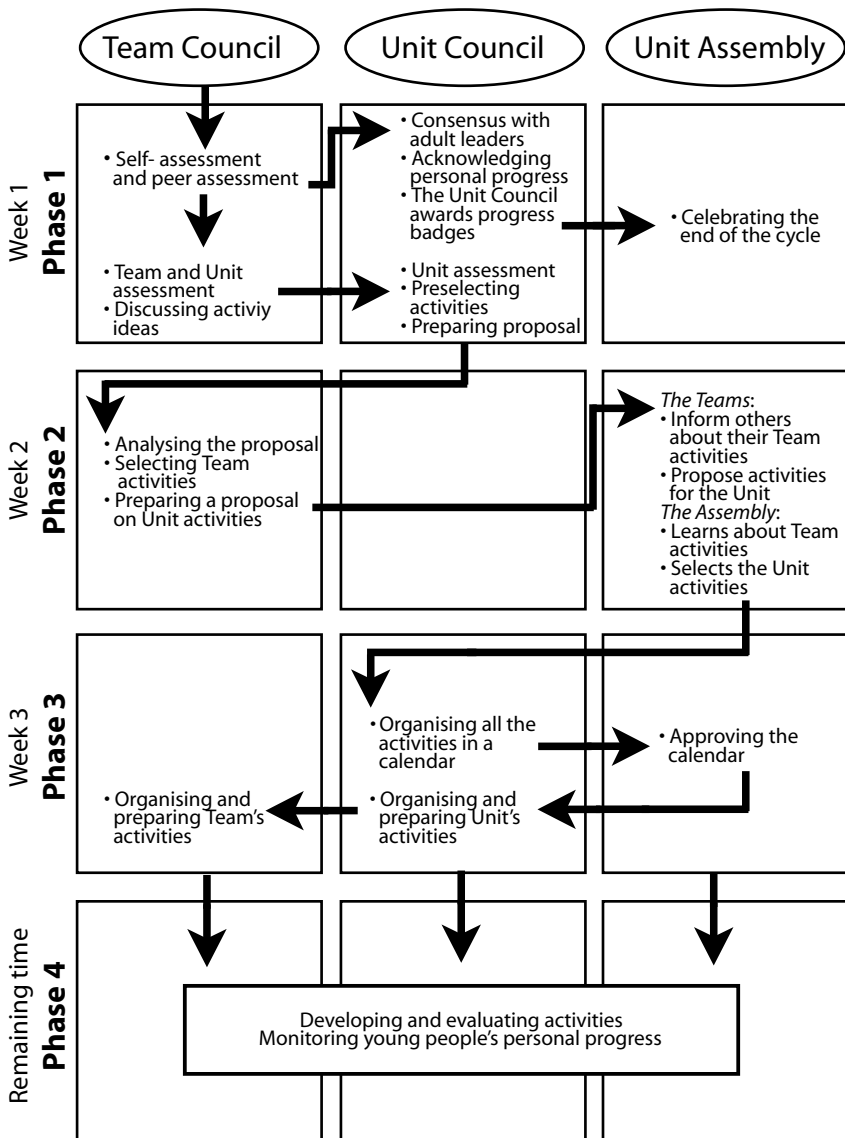 Team Council
Unit Council
Unit Assembly
Week 1
Phase 1
• Self- assessment
and peer assessment
• Team and Unit
assessment
• Discussing activiy
ideas
• Consensus with
adult leaders
• Acknowledging
personal progress
• The Unit Council
awards progress
badges
• Unit assessment
• Preselecting
activities
• Preparing proposal
• Celebrating the
end of the cycle
Week 2
Phase 2
• Analysing the proposal
• Selecting Team
activities
• Preparing a proposal
on Unit activities
The Teams:
• Inform others
about their Team
activities
• Propose activities
for the Unit
The Assembly:
• Learns about Team
activities
• Selects the Unit
activities
Week 3
Phase 3
• Organising all the
activities in a
calendar
• Approving the
calendar
• Organising and
preparing Unit's
activities
• Organising and
preparing Team's
activities
Remaining time
Phase 4
Developing and evaluating activities
Monitoring young people's personal progress